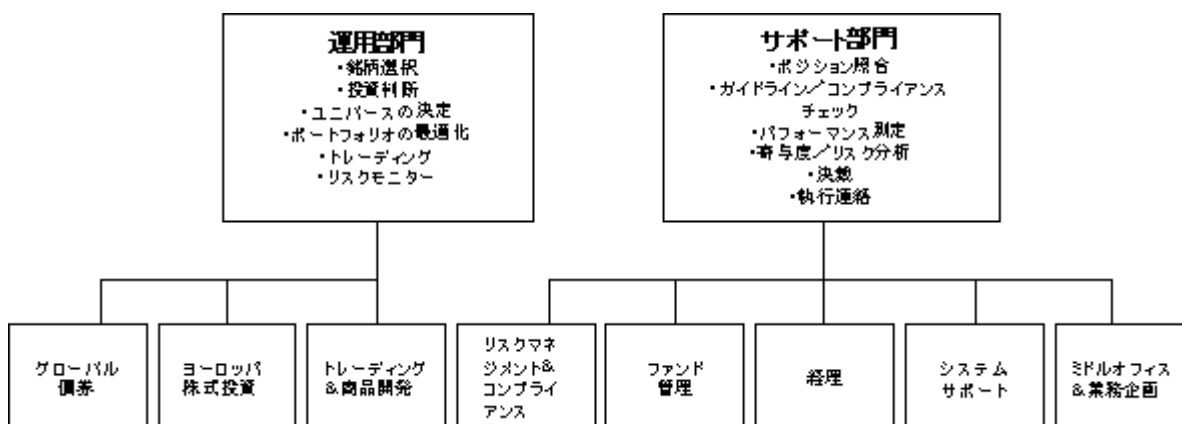 運用部門
・銘柄選択
・投資判断
・ユニバースの決定
・ポートフォリオの最適化
・トレーディング
・リスクモニター
サポート部門
・ポジション照合
・ガイドライン／コンプライアンス
チェック
・パフォーマンス測定
・寄与度／リスク分析
・決裁
・執行連絡
グローバル
債券
ヨーロッパ
株式投資
トレーディング
&商品開発
リスクマネ
ジメント&
コンプライ
アンス
ファンド
管理
経理
システム
サポート
ミドルオフィス
&業務企画